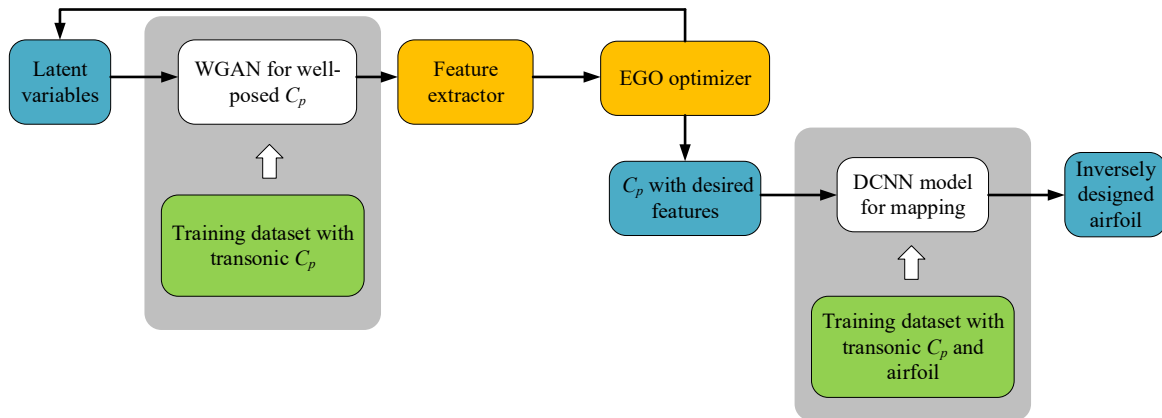 Latent
variables
WGAN for well-
posed Cp
Feature
extractor
EGO optimizer
Training dataset with
transonic Cp
Cp with desired
features
DCNN model
for mapping
Inversely
designed
airfoil
Training dataset with
transonic Cp and
airfoil